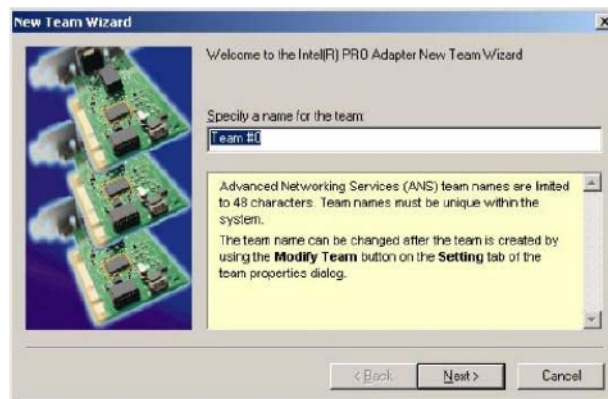 New Team Wizard
Welcome to the Intel(R) PRO Adapter New Team Wizard
Specify a name for the team:
Team #0
Advanced Networking Services (ANS) team names are limited
to 48 characters. Team names must be unique within the
system.
The team name can be changed after the team is created by
using the Modify Team button on the Setting tab of the
team properties dialog.
< Back
Next >
Cancel